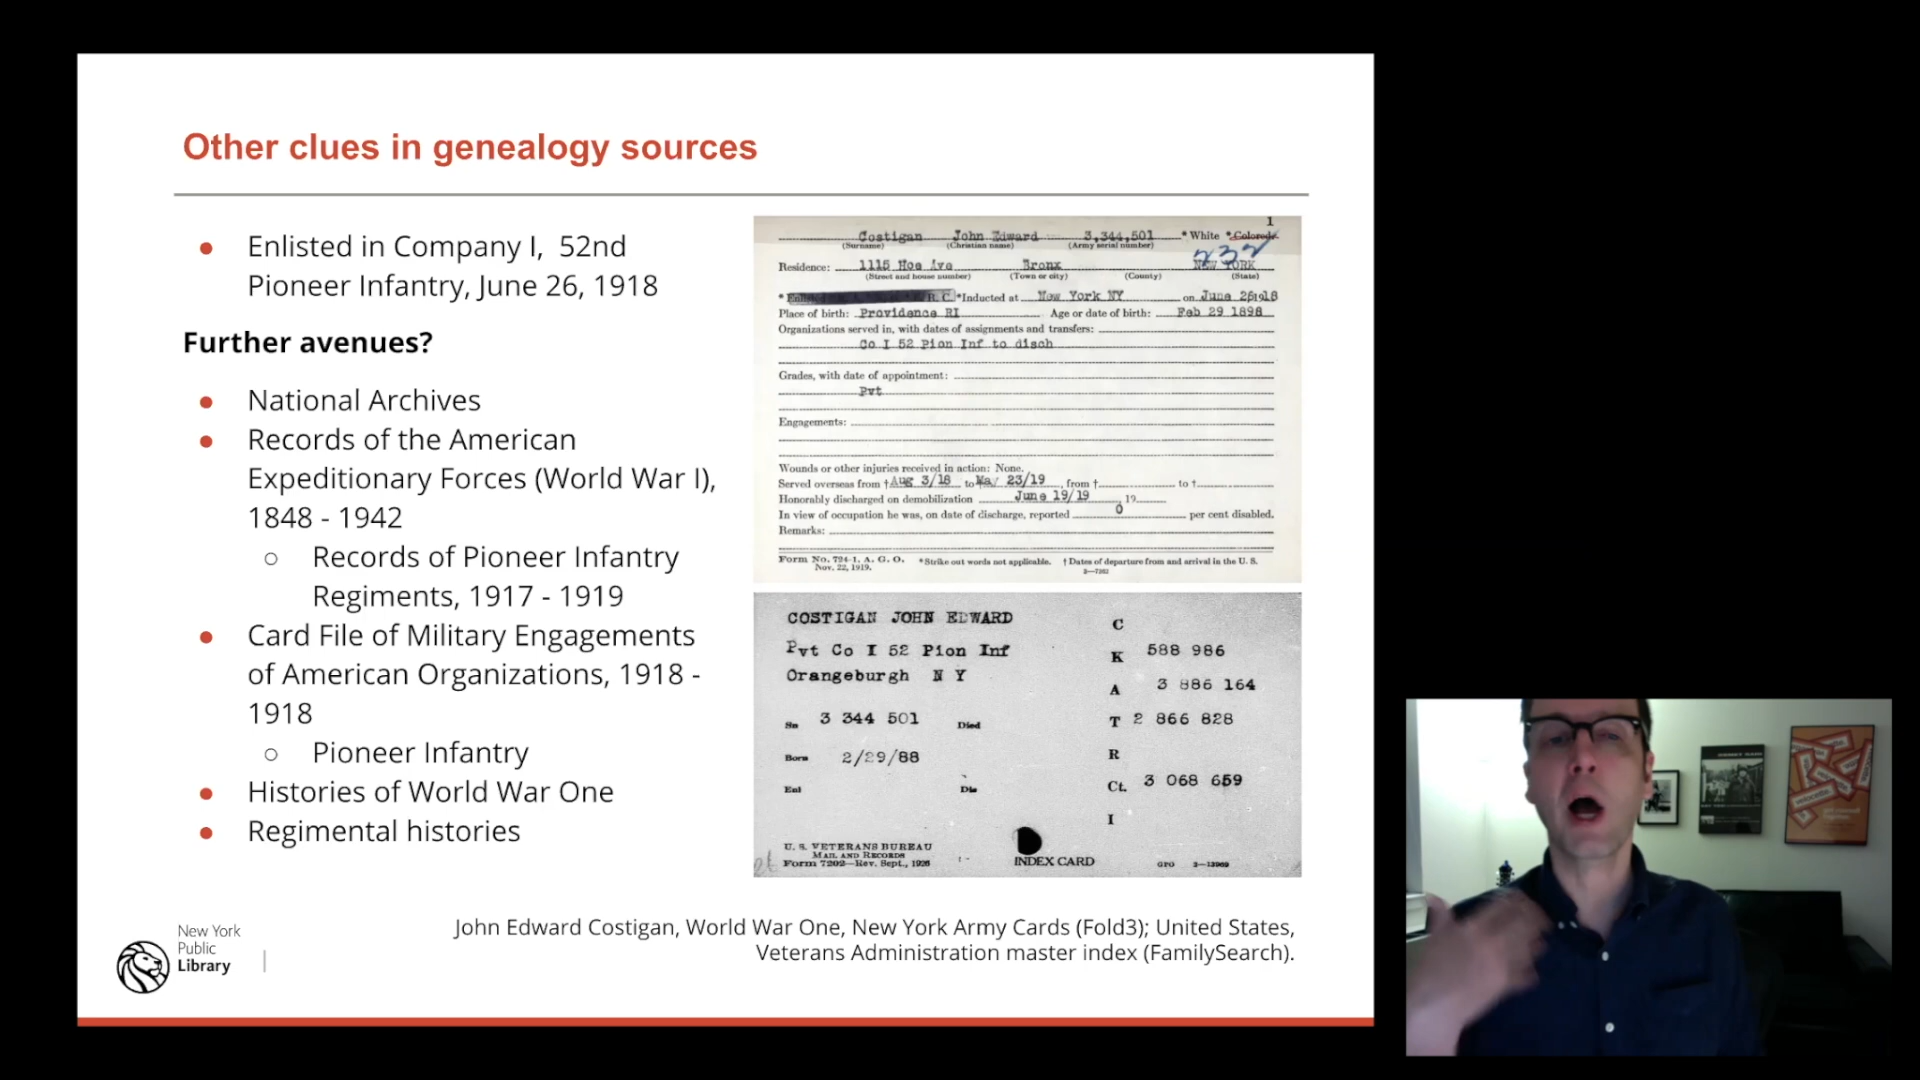 Other clues in genealogy sources
● Enlisted in Company I, 52nd
Pioneer Infantry, June 26, 1918
Further avenues?
● National Archives
● Records of the American
Expeditionary Forces (World War I),
1848 - 1942
○ Records of Pioneer Infantry
Regiments, 1917 - 1919
● Card File of Military Engagements
of American Organizations, 1918 -
1918
○ Pioneer Infantry
● Histories of World War One
● Regimental histories
1
Costigan John Edward 3,344,501 * White * Colored
(Surname) (Christian name) (Army serial number)
232
Residence: 1115 Hoe Ave Bronx NEW YORK
(Street and house number) (Town or city) (County) (State)
R. C. *Inducted at New York NY on June 26 1918
Place of birth: Providence RI Age or date of birth: Feb 29 1898
Organizations served in, with dates of assignments and transfers:
Co I 52 Pion Inf to disch
Grades, with date of appointment:
Pvt
Engagements:
Wounds or other injuries received in action: None.
Served overseas from † Aug 3/18 to May 23/19, from † to †
Honorably discharged on demobilization June 19/19 19
In view of occupation he was, on date of discharge, reported 0 per cent disabled.
Remarks:
Form No. 724-1, A. G. O. *Strike out words not applicable. † Dates of departure from and arrival in the U. S.
Nov. 22, 1919.
COSTIGAN JOHN EDWARD
Pvt Co I 52 Pion Inf
Orangeburgh N Y
Sn 3 344 501 Died
Born 2/29/88
Enl Dis
C
K 588 986
A 3 886 164
T 2 866 828
R
Ct. 3 068 659
I
U. S. VETERANS BUREAU
MAIL AND RECORDS
Form 7202—Rev. Sept., 1926
INDEX CARD
GPO
John Edward Costigan, World War One, New York Army Cards (Fold3); United States,
Veterans Administration master index (FamilySearch).
New York
Public
Library